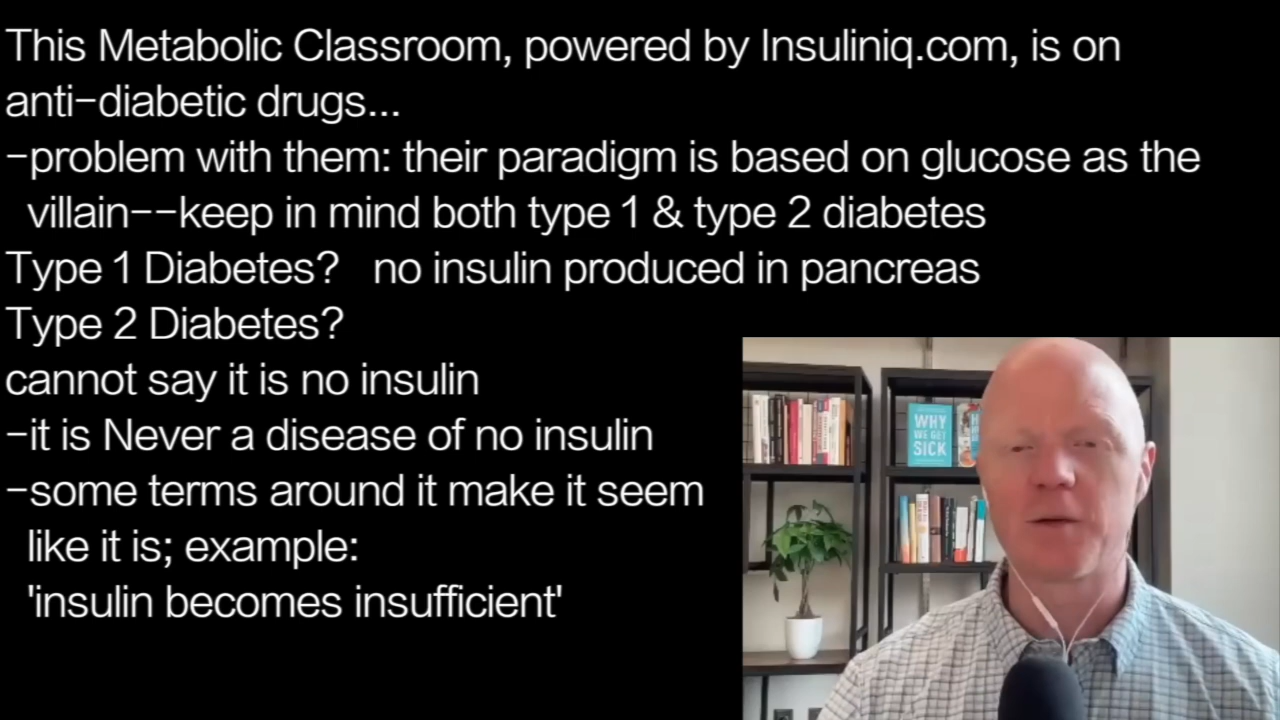 This Metabolic Classroom, powered by Insuliniq.com, is on
anti-diabetic drugs...
-problem with them: their paradigm is based on glucose as the
villain--keep in mind both type 1 & type 2 diabetes
Type 1 Diabetes? no insulin produced in pancreas
Type 2 Diabetes?
cannot say it is no insulin
-it is Never a disease of no insulin
-some terms around it make it seem
like it is; example:
'insulin becomes insufficient'
WHY
WE GET
SICK